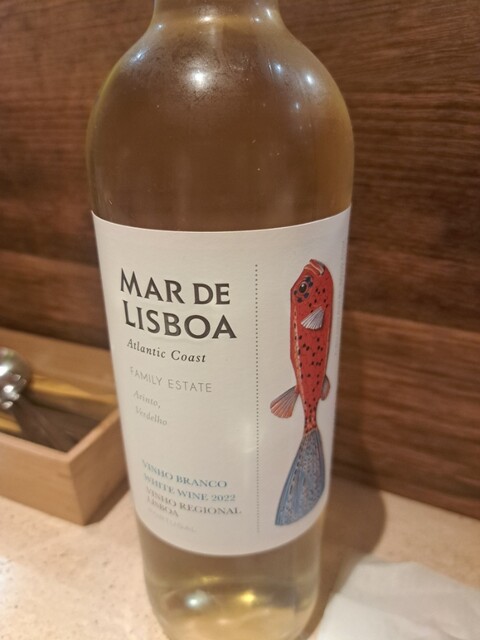 MAR DE
LISBOA
Atlantic Coast
FAMILY ESTATE
Arinto,
Verdelho
VINHO BRANCO
WHITE WINE 2022
VINHO REGIONAL
LISBOA